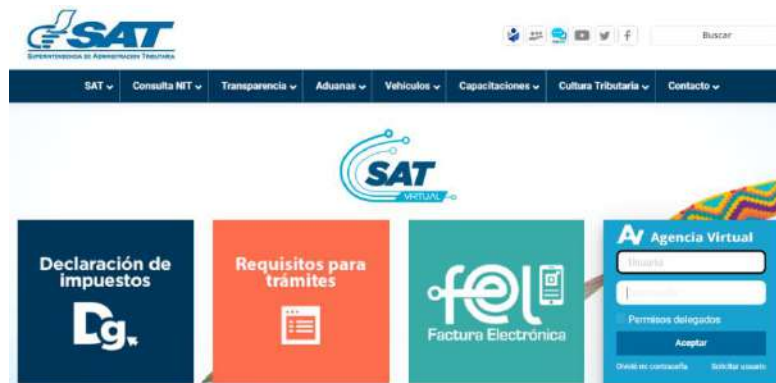 SAT
SUPERINTENDENCIA DE ADMINISTRACIÓN TRIBUTARIA
Buscar
SAT
Consulta NIT
Transparencia
Aduanas
Vehículos
Capacitaciones
Cultura Tributaria
Contacto
SAT
VIRTUAL
Declaración de
impuestos
Dg
Requisitos para
trámites
fel
Factura Electrónica
AV Agencia Virtual
Usuario
Permisos delegados
Aceptar
Olvidó mi contraseña
Solicitar usuario